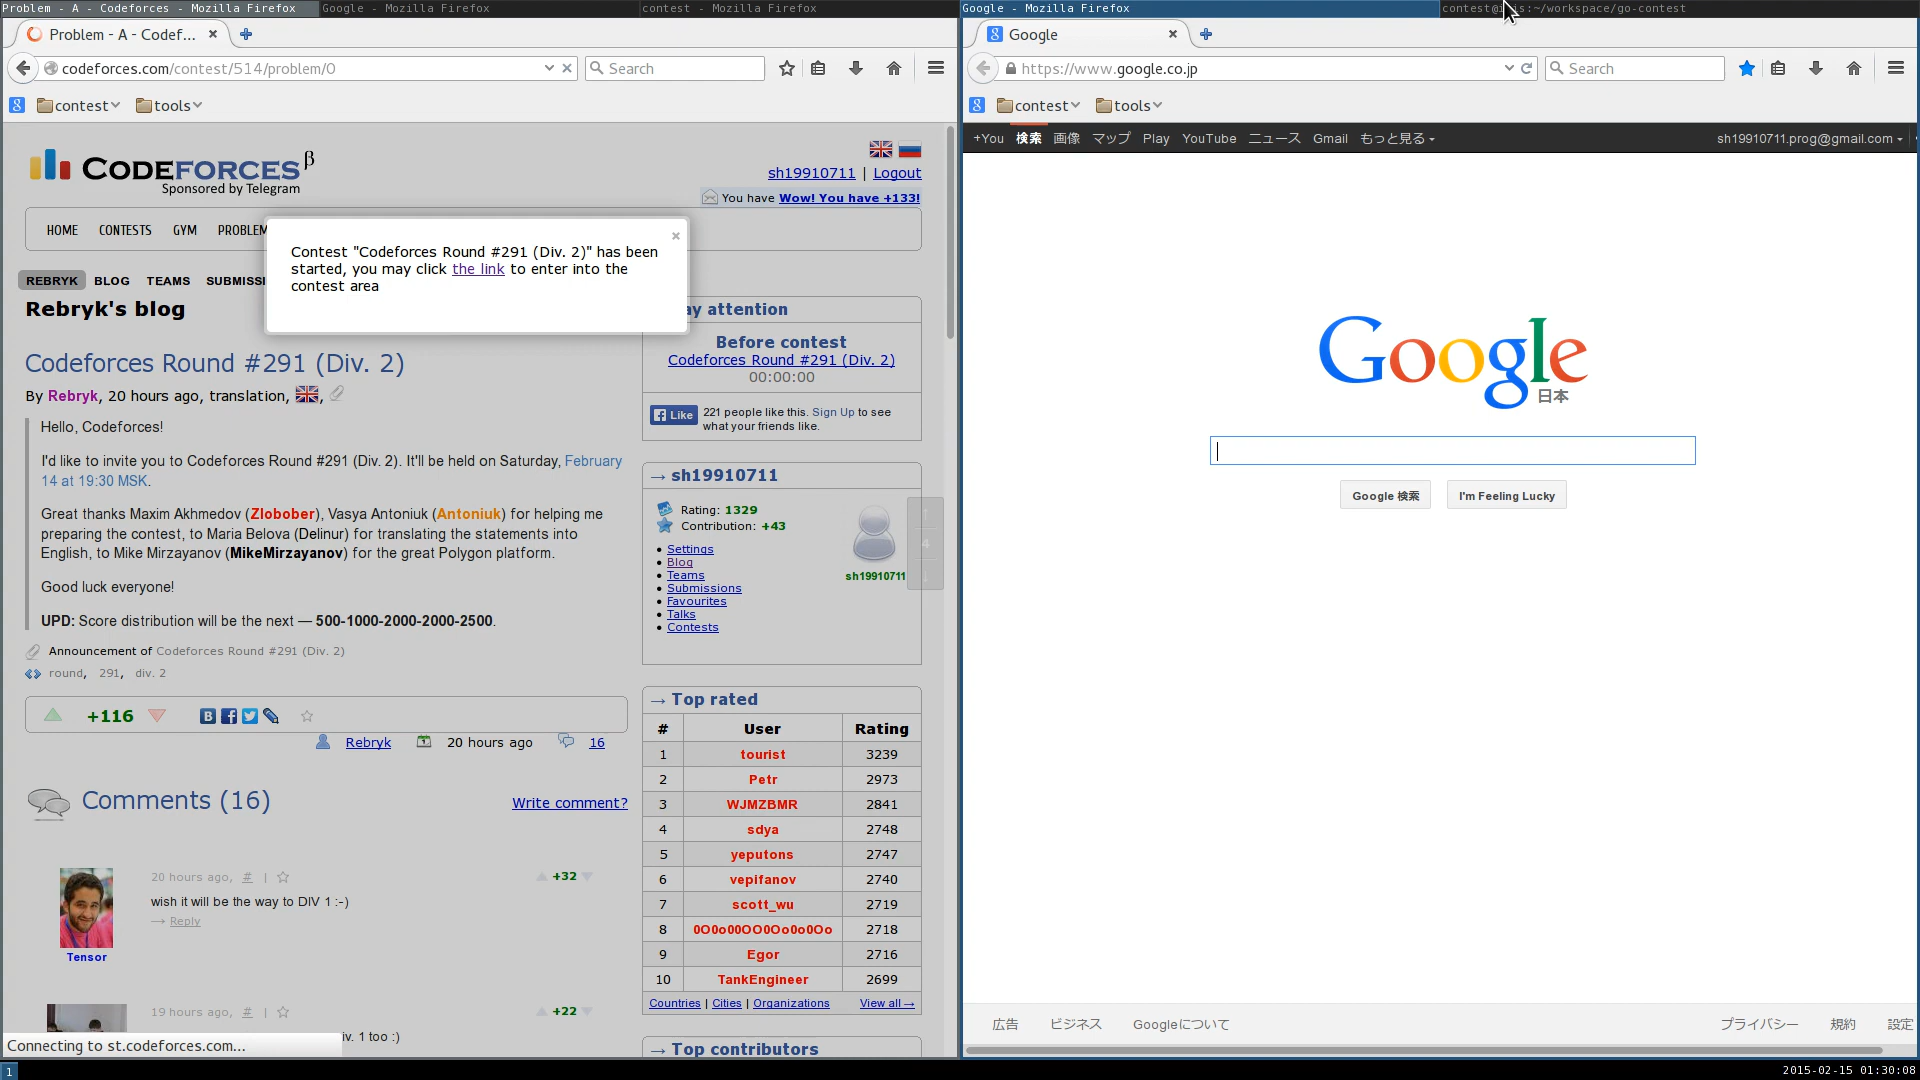 Problem - A - Codeforces - Mozilla Firefox
Google - Mozilla Firefox
contest - Mozilla Firefox
Google - Mozilla Firefox
~/workspace/go-contest
Problem - A - Codef...
codeforces.com/contest/514/problem/0
Search
contest
tools
CODEFORCES β
Sponsored by Telegram
sh19910711 | Logout
You have Wow! You have +133!
HOME CONTESTS GYM
Contest "Codeforces Round #291 (Div. 2)" has been
started, you may click the link to enter into the
contest area
REBRYK BLOG TEAMS
Rebryk's blog
Codeforces Round #291 (Div. 2)
By Rebryk, 20 hours ago, translation,
Hello, Codeforces!
I'd like to invite you to Codeforces Round #291 (Div. 2). It'll be held on Saturday, February
14 at 19:30 MSK.
Great thanks Maxim Akhmedov (Zlobober), Vasya Antoniuk (Antoniuk) for helping me
preparing the contest, to Maria Belova (Delinur) for translating the statements into
English, to Mike Mirzayanov (MikeMirzayanov) for the great Polygon platform.
Good luck everyone!
UPD: Score distribution will be the next — 500-1000-2000-2000-2500.
Announcement of Codeforces Round #291 (Div. 2)
round, 291, div. 2
+116
Rebryk 20 hours ago 16
Comments (16)
Write comment?
20 hours ago, # |
+32
wish it will be the way to DIV 1 :-)
→ Reply
Tensor
19 hours ago, # |
+22
iv. 1 too :)
Connecting to st.codeforces.com...
attention
Before contest
Codeforces Round #291 (Div. 2)
00:00:00
Like 221 people like this. Sign Up to see
what your friends like.
→ sh19910711
Rating: 1329
Contribution: +43
Settings
Blog
Teams
Submissions
Favourites
Talks
Contests
sh19910711
4
→ Top rated
# User Rating
1 tourist 3239
2 Petr 2973
3 WJMZBMR 2841
4 sdya 2748
5 yeputons 2747
6 vepifanov 2740
7 scott_wu 2719
8 0O0o00OO0Oo0o0Oo 2718
9 Egor 2716
10 TankEngineer 2699
Countries | Cities | Organizations View all →
→ Top contributors
Google
https://www.google.co.jp
Search
contest
tools
+You 検索 画像 マップ Play YouTube ニュース Gmail もっと見る
sh19910711.prog@gmail.com
Google
日本
Google 検索
I'm Feeling Lucky
広告 ビジネス Googleについて
プライバシー 規約 設定
1
2015-02-15 01:30:08